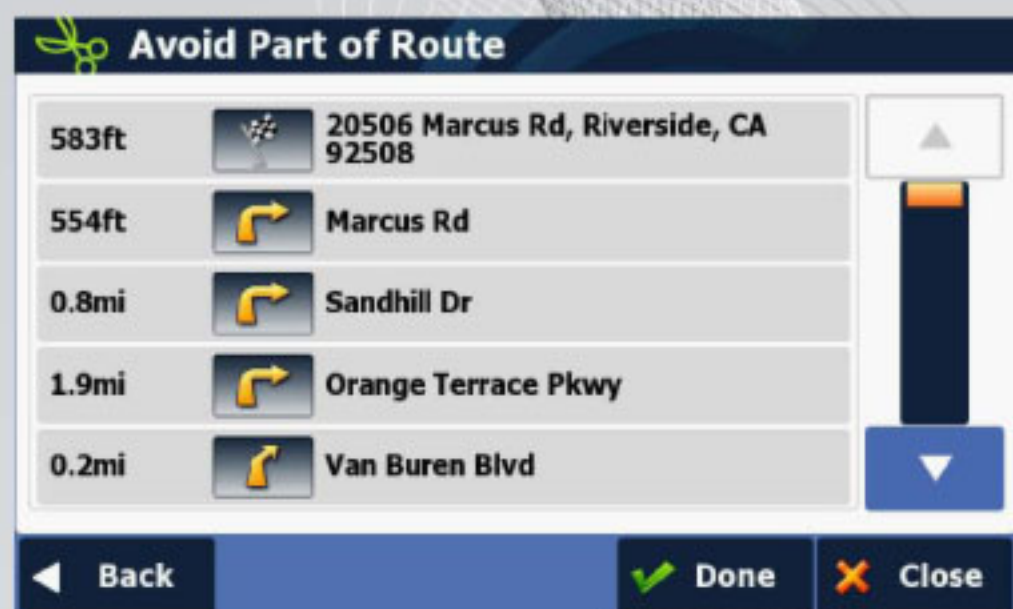 Avoid Part of Route
583ft 20506 Marcus Rd, Riverside, CA
92508
554ft Marcus Rd
0.8mi Sandhill Dr
1.9mi Orange Terrace Pkwy
0.2mi Van Buren Blvd
Back Done Close